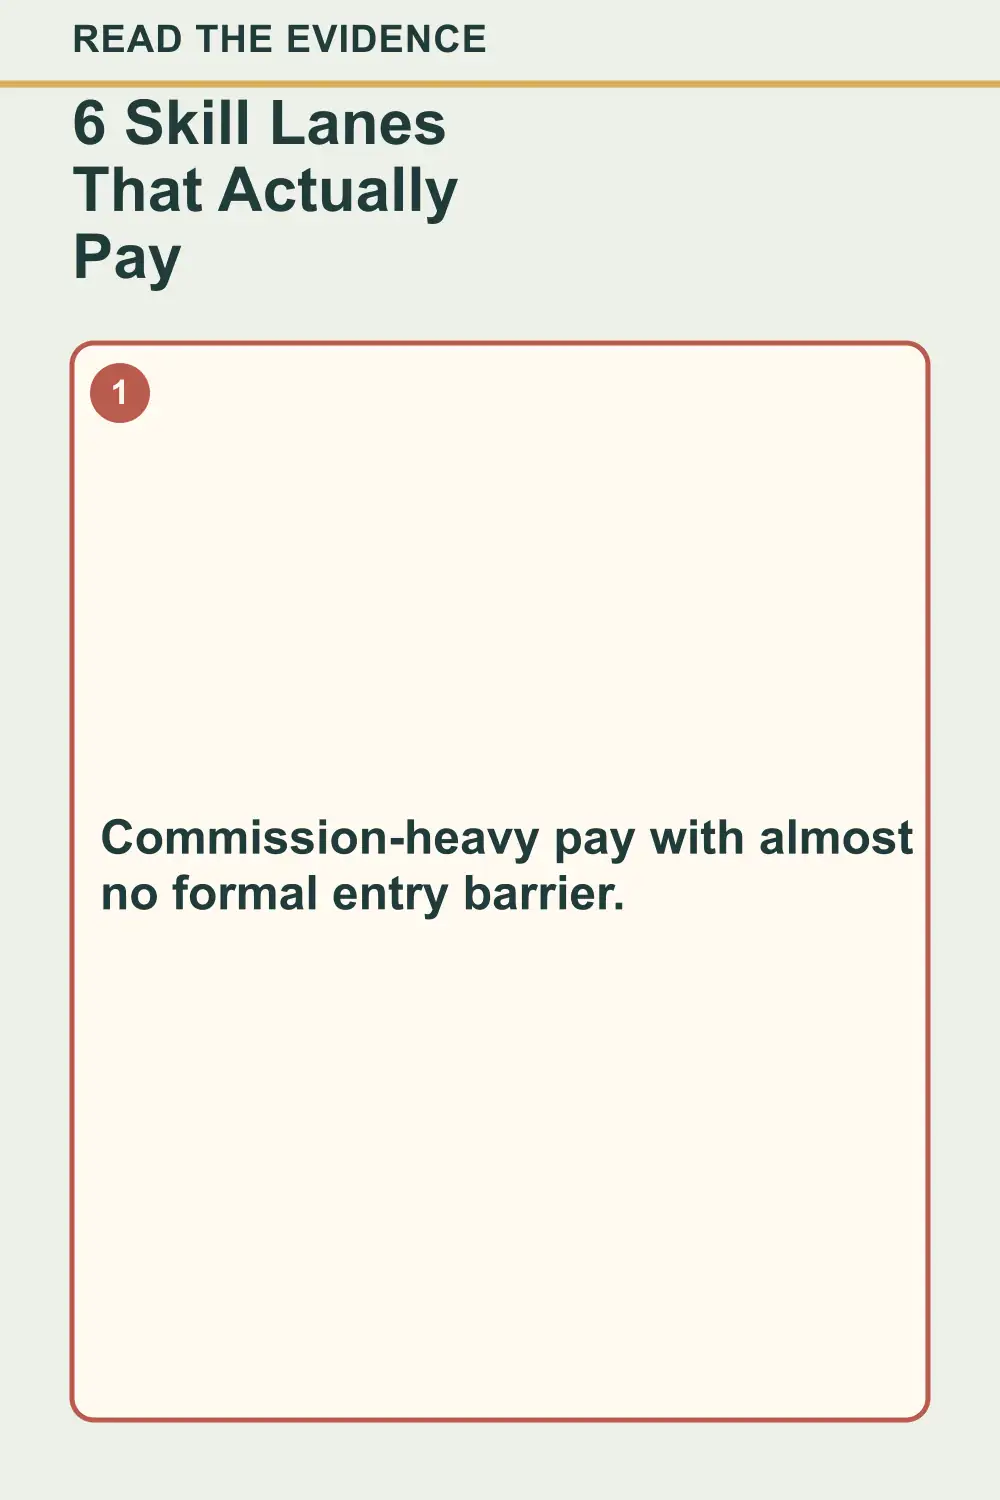 READ THE EVIDENCE
6 Skill Lanes
That Actually
Pay
1
Commission-heavy pay with almost
no formal entry barrier.